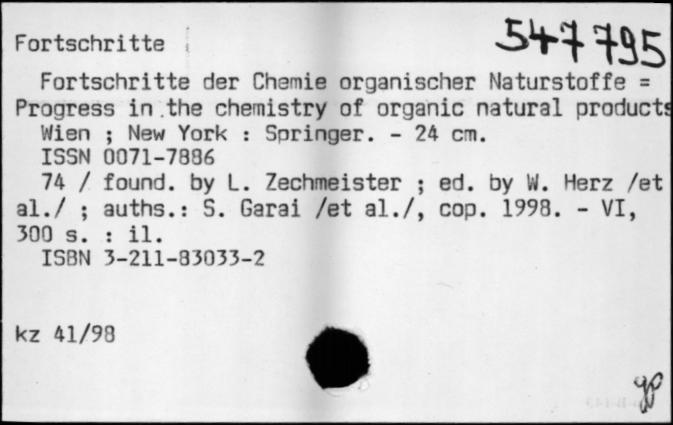 547 795
Fortschritte
Fortschritte der Chemie organischer Naturstoffe =
Progress in the chemistry of organic natural products
Wien ; New York : Springer. - 24 cm.
ISSN 0071-7886
74 / found. by L. Zechmeister ; ed. by W. Herz /et
al./ ; auths.: S. Garai /et al./, cop. 1998. - VI,
300 s. : il.
ISBN 3-211-83033-2
kz 41/98